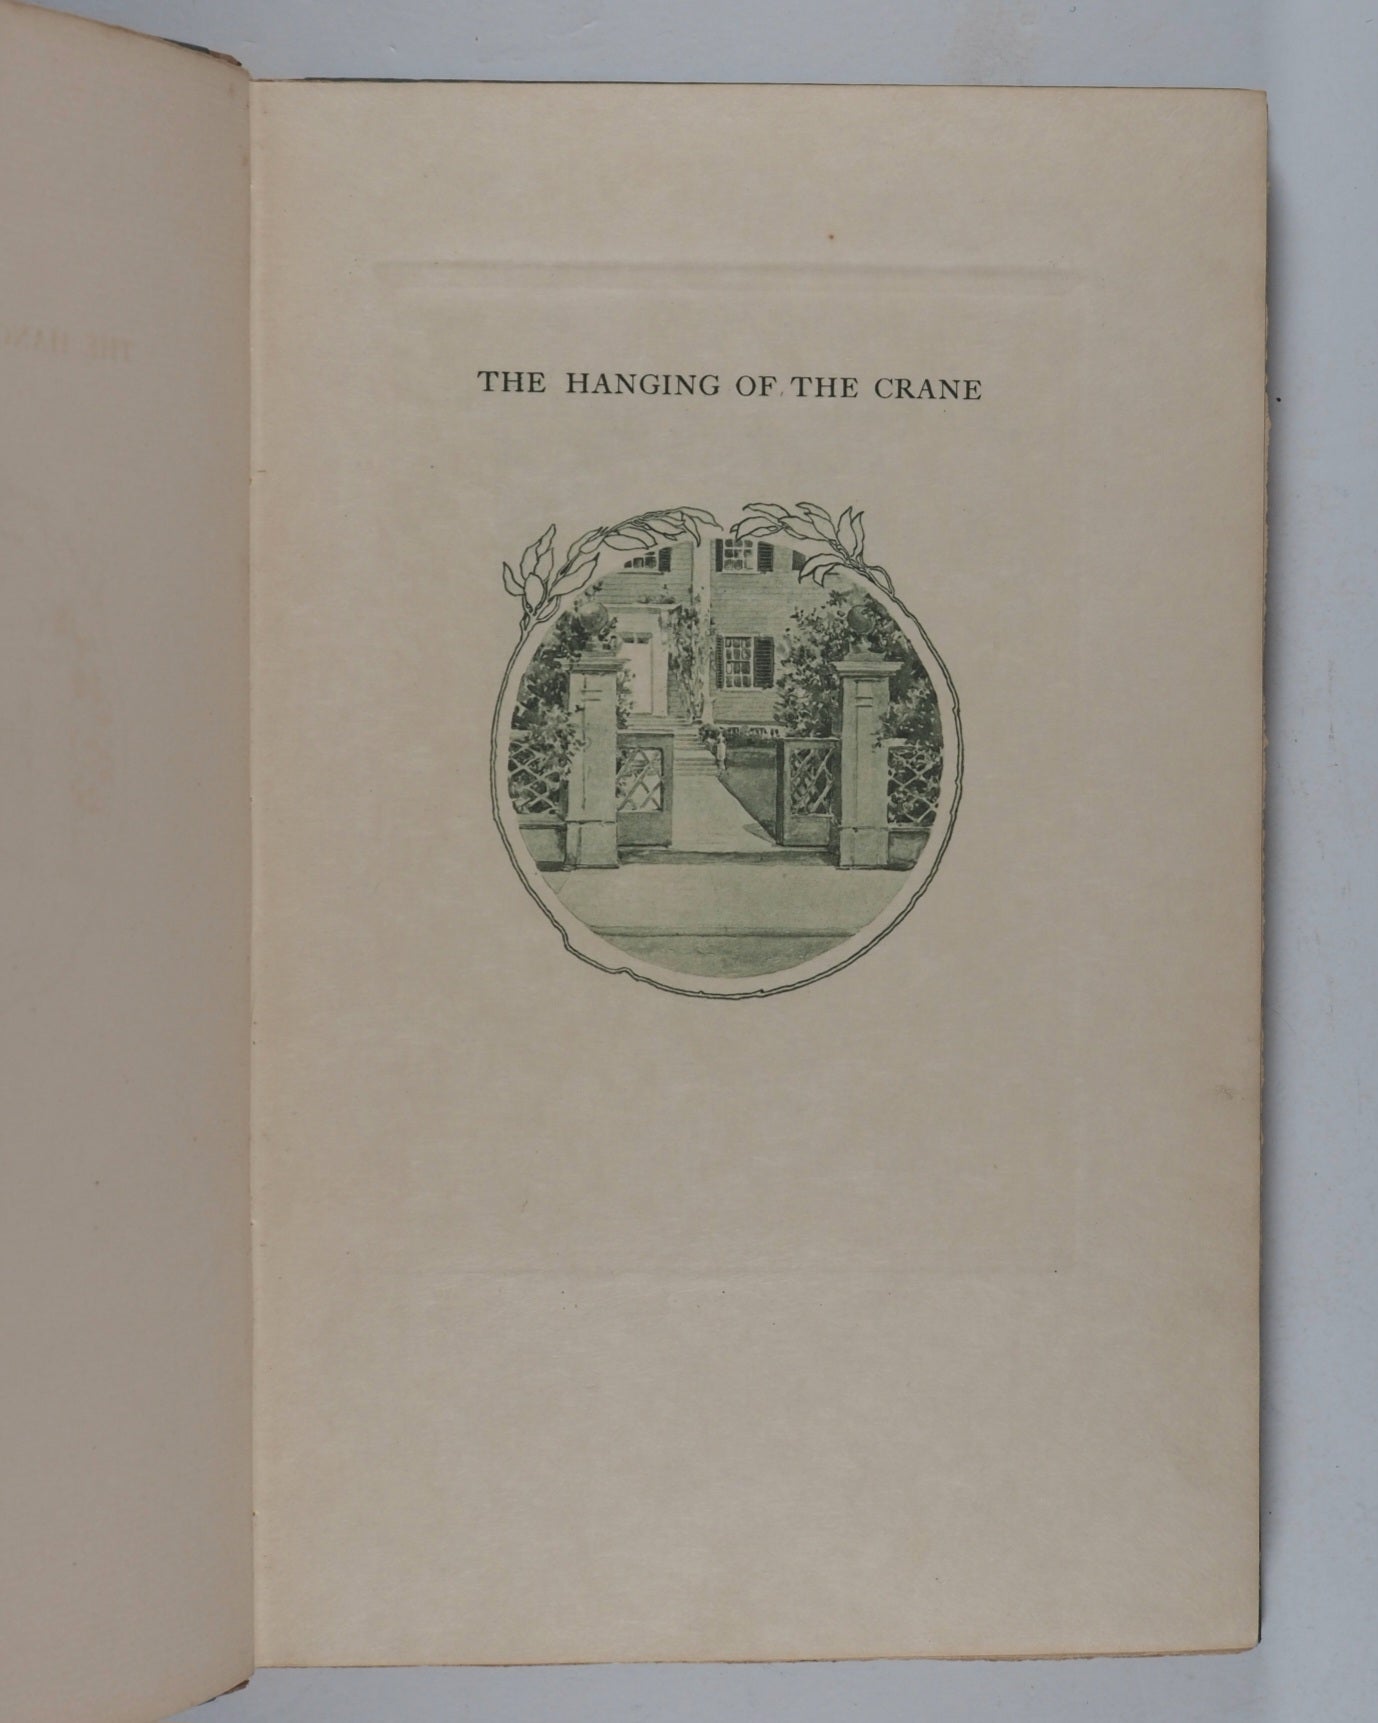 THE HANGING OF THE CRANE